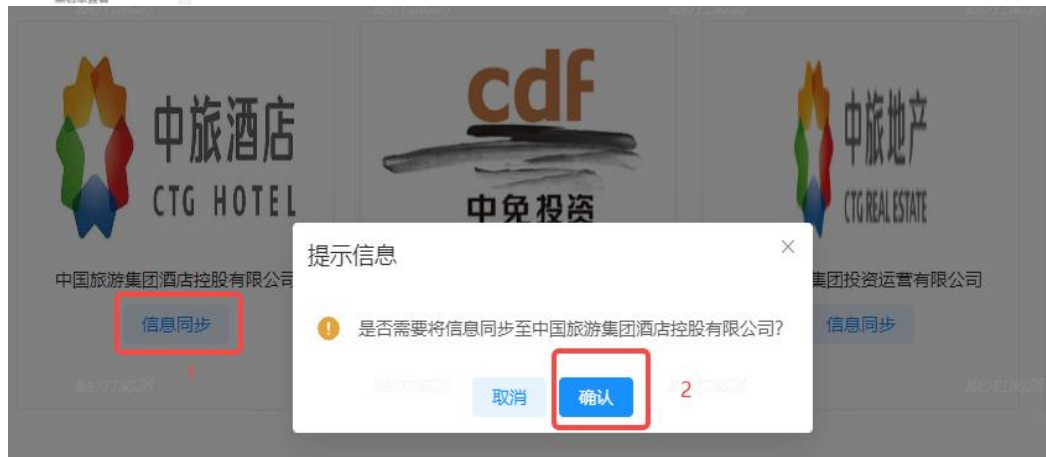 中旅酒店
CTG HOTEL
中国旅游集团酒店控股有限公司
信息同步
1
cdf
中免投资
中旅地产
CTG REAL ESTATE
集团投资运营有限公司
信息同步
提示信息
是否需要将信息同步至中国旅游集团酒店控股有限公司?
取消
确认
2